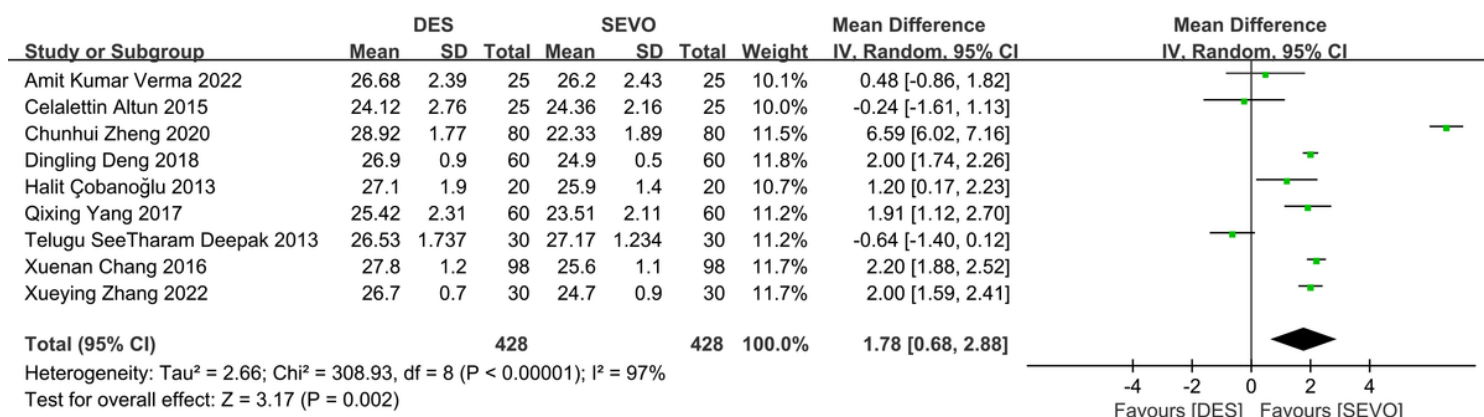 DES SEVO Mean Difference Mean Difference
Study or Subgroup Mean SD Total Mean SD Total Weight IV, Random, 95% CI IV, Random, 95% CI
Amit Kumar Verma 2022 26.68 2.39 25 26.2 2.43 25 10.1% 0.48 [-0.86, 1.82]
Celalettin Altun 2015 24.12 2.76 25 24.36 2.16 25 10.0% -0.24 [-1.61, 1.13]
Chunhui Zheng 2020 28.92 1.77 80 22.33 1.89 80 11.5% 6.59 [6.02, 7.16]
Dingling Deng 2018 26.9 0.9 60 24.9 0.5 60 11.8% 2.00 [1.74, 2.26]
Halit Çobanoğlu 2013 27.1 1.9 20 25.9 1.4 20 10.7% 1.20 [0.17, 2.23]
Qixing Yang 2017 25.42 2.31 60 23.51 2.11 60 11.2% 1.91 [1.12, 2.70]
Telugu SeeTharam Deepak 2013 26.53 1.737 30 27.17 1.234 30 11.2% -0.64 [-1.40, 0.12]
Xuenan Chang 2016 27.8 1.2 98 25.6 1.1 98 11.7% 2.20 [1.88, 2.52]
Xueying Zhang 2022 26.7 0.7 30 24.7 0.9 30 11.7% 2.00 [1.59, 2.41]
Total (95% CI) 428 428 100.0% 1.78 [0.68, 2.88]
Heterogeneity: Tau² = 2.66; Chi² = 308.93, df = 8 (P < 0.00001); I² = 97%
Test for overall effect: Z = 3.17 (P = 0.002)
-4 -2 0 2 4
Favours [DES] Favours [SEVO]